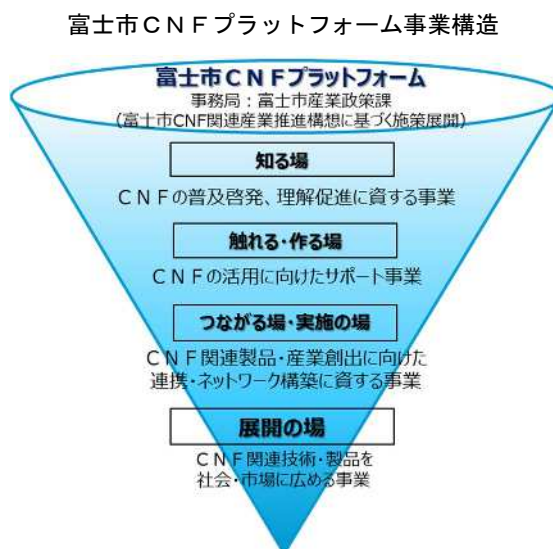 富士市ＣＮＦプラットフォーム事業構造
富士市ＣＮＦプラットフォーム
事務局：富士市産業政策課
（富士市CNF関連産業推進構想に基づく施策展開）
知る場
ＣＮＦの普及啓発、理解促進に資する事業
触れる・作る場
ＣＮＦの活用に向けたサポート事業
つながる場・実施の場
ＣＮＦ関連製品・産業創出に向けた
連携・ネットワーク構築に資する事業
展開の場
ＣＮＦ関連技術・製品を
社会・市場に広める事業